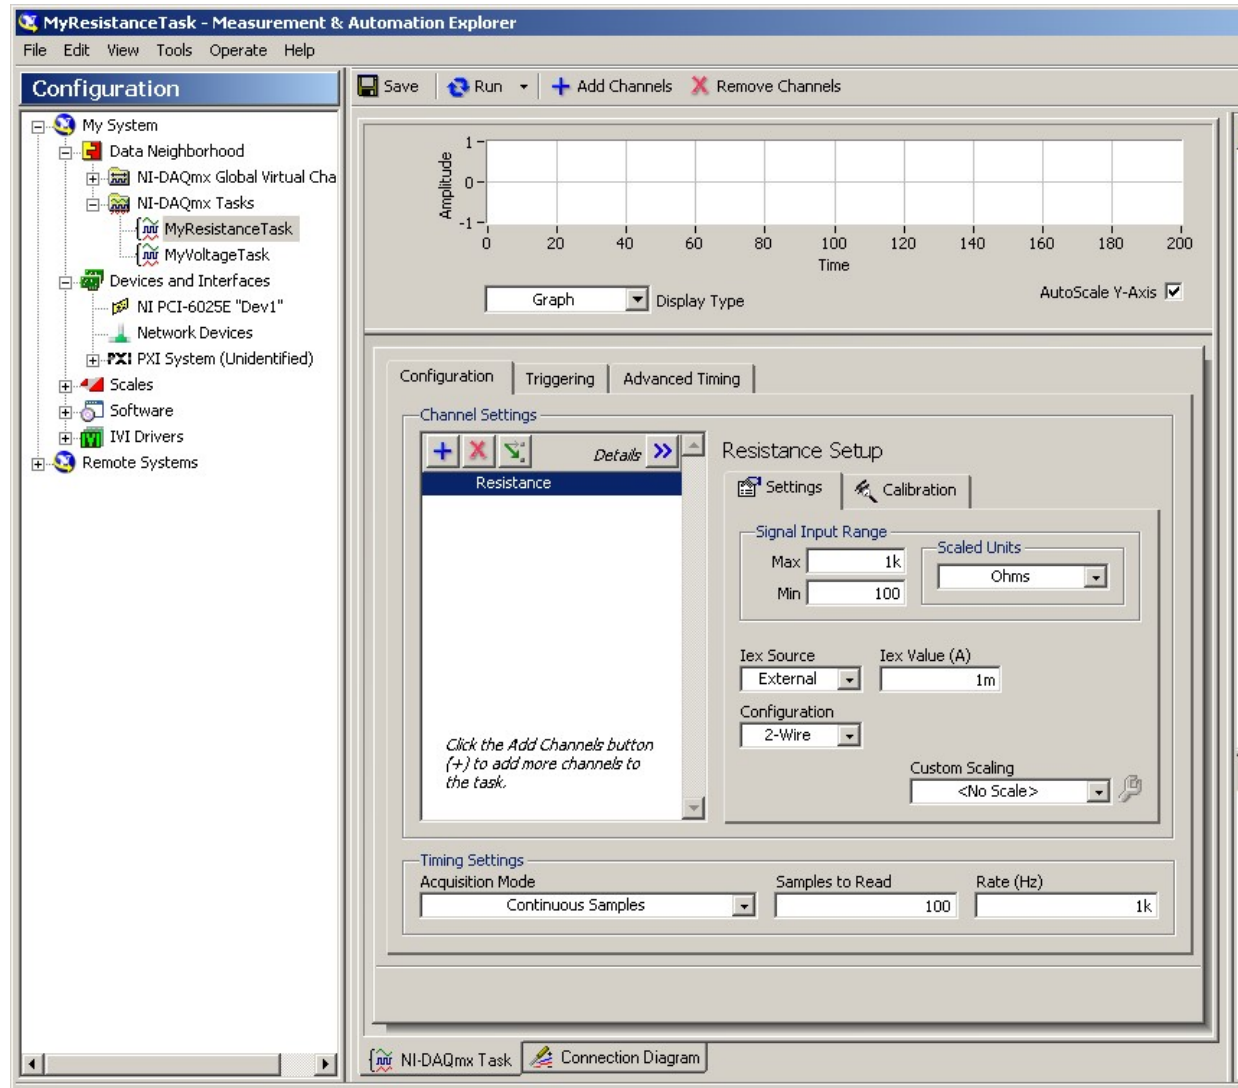 MyResistanceTask - Measurement & Automation Explorer
File Edit View Tools Operate Help
Configuration
My System
Data Neighborhood
NI-DAQmx Global Virtual Cha
NI-DAQmx Tasks
MyResistanceTask
MyVoltageTask
Devices and Interfaces
NI PCI-6025E "Dev1"
Network Devices
PXI PXI System (Unidentified)
Scales
Software
IVI Drivers
Remote Systems
Save Run Add Channels Remove Channels
Amplitude
1
0
-1
0 20 40 60 80 100 120 140 160 180 200
Time
Graph Display Type AutoScale Y-Axis
Configuration Triggering Advanced Timing
Channel Settings
Details
Resistance
Click the Add Channels button
(+) to add more channels to
the task.
Resistance Setup
Settings Calibration
Signal Input Range
Max 1k
Min 100
Scaled Units
Ohms
Iex Source Iex Value (A)
External 1m
Configuration
2-Wire
Custom Scaling
<No Scale>
Timing Settings
Acquisition Mode Samples to Read Rate (Hz)
Continuous Samples 100 1k
NI-DAQmx Task Connection Diagram